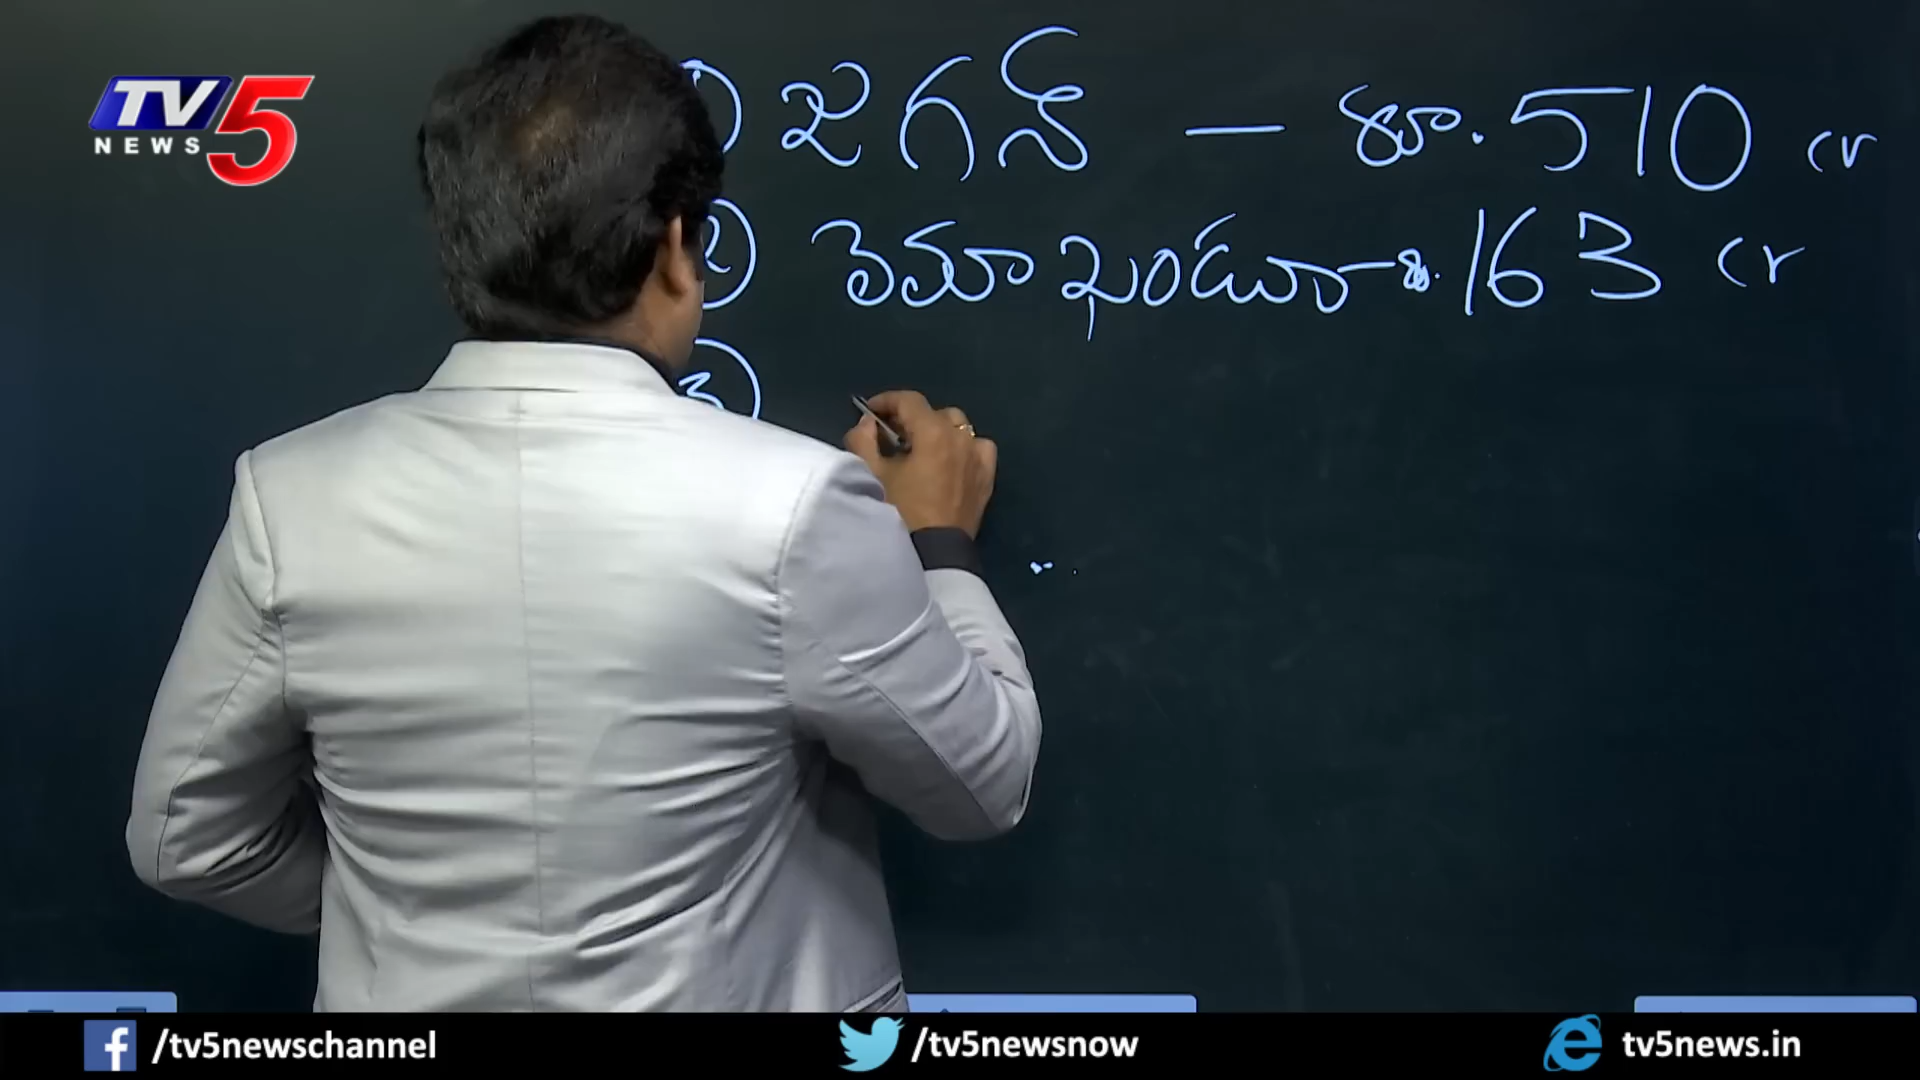 TV5
NEWS
① జగన్ — రూ. 510 cr
② పెమా ఖండూ — రూ. 163 cr
③
/tv5newschannel
/tv5newsnow
tv5news.in